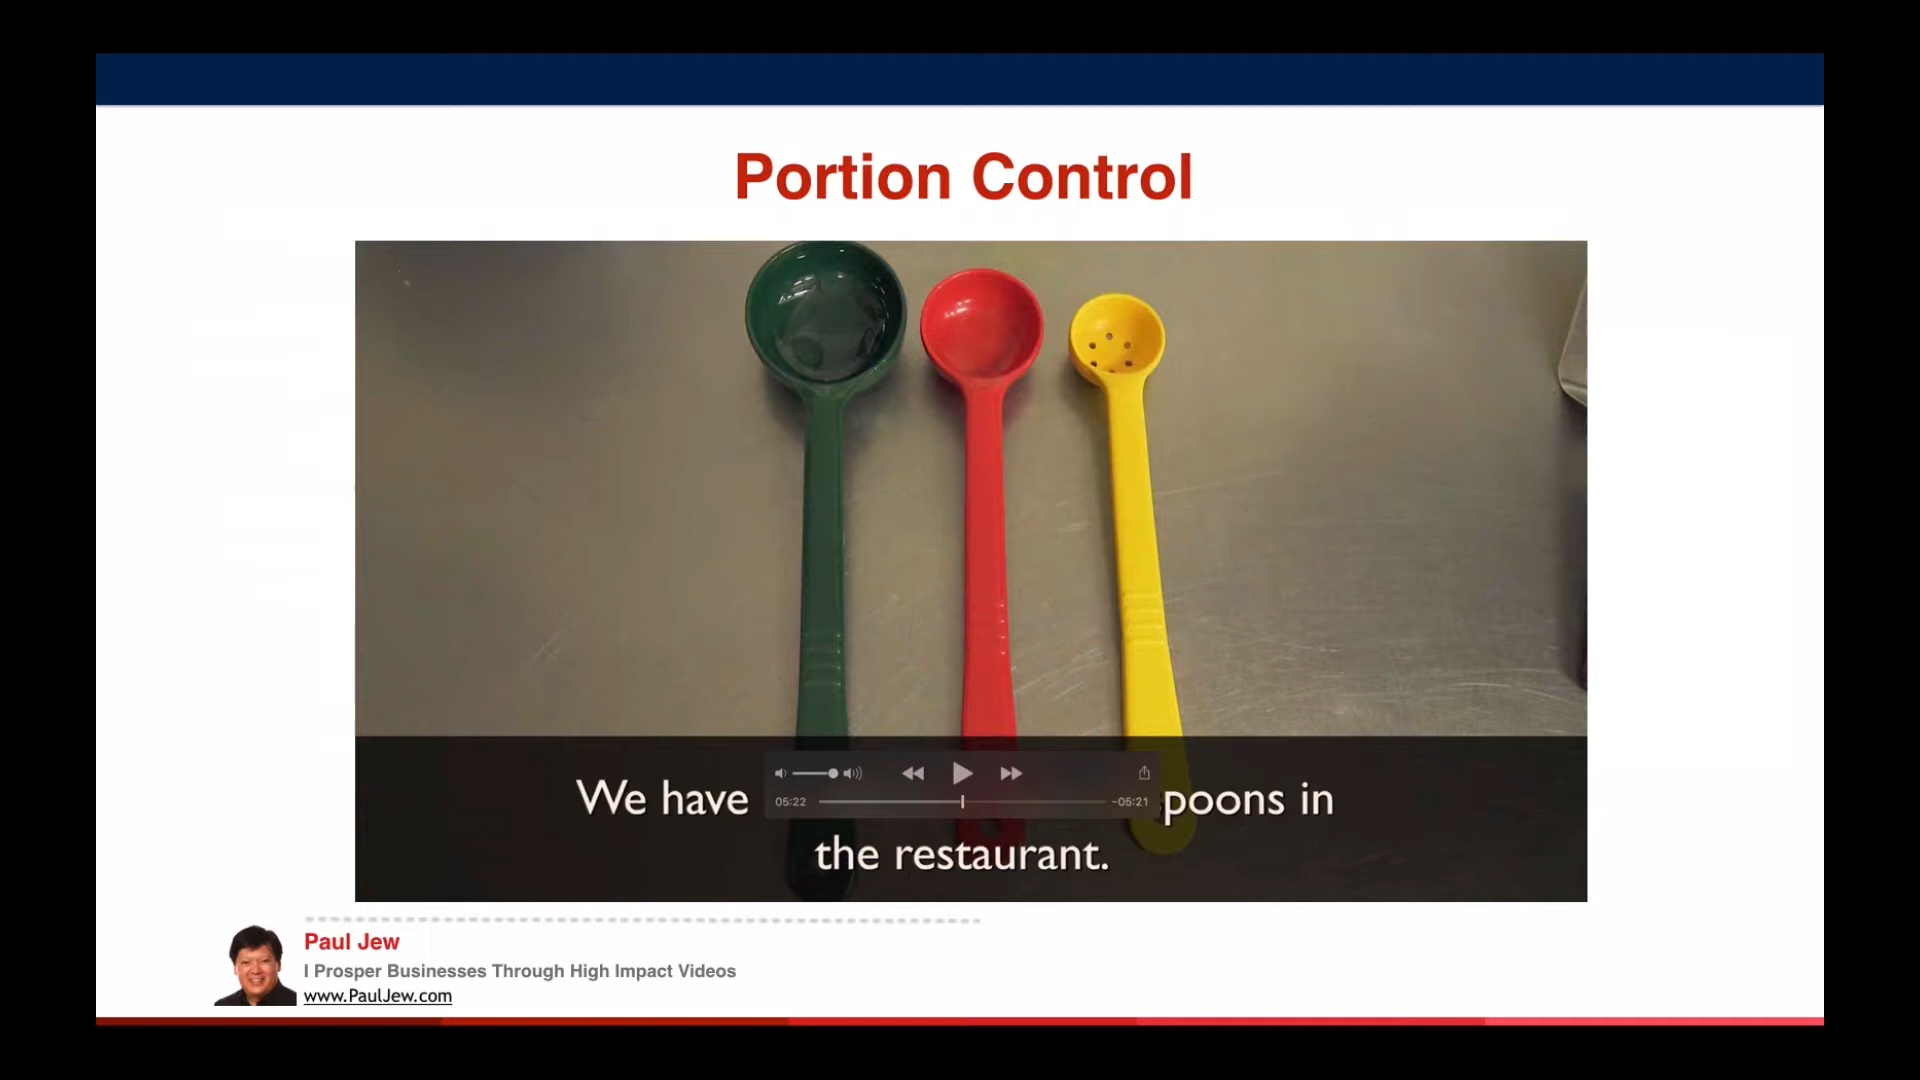 Portion Control
We have poons in
05:22 -05:21
the restaurant.
Paul Jew
I Prosper Businesses Through High Impact Videos
www.PaulJew.com